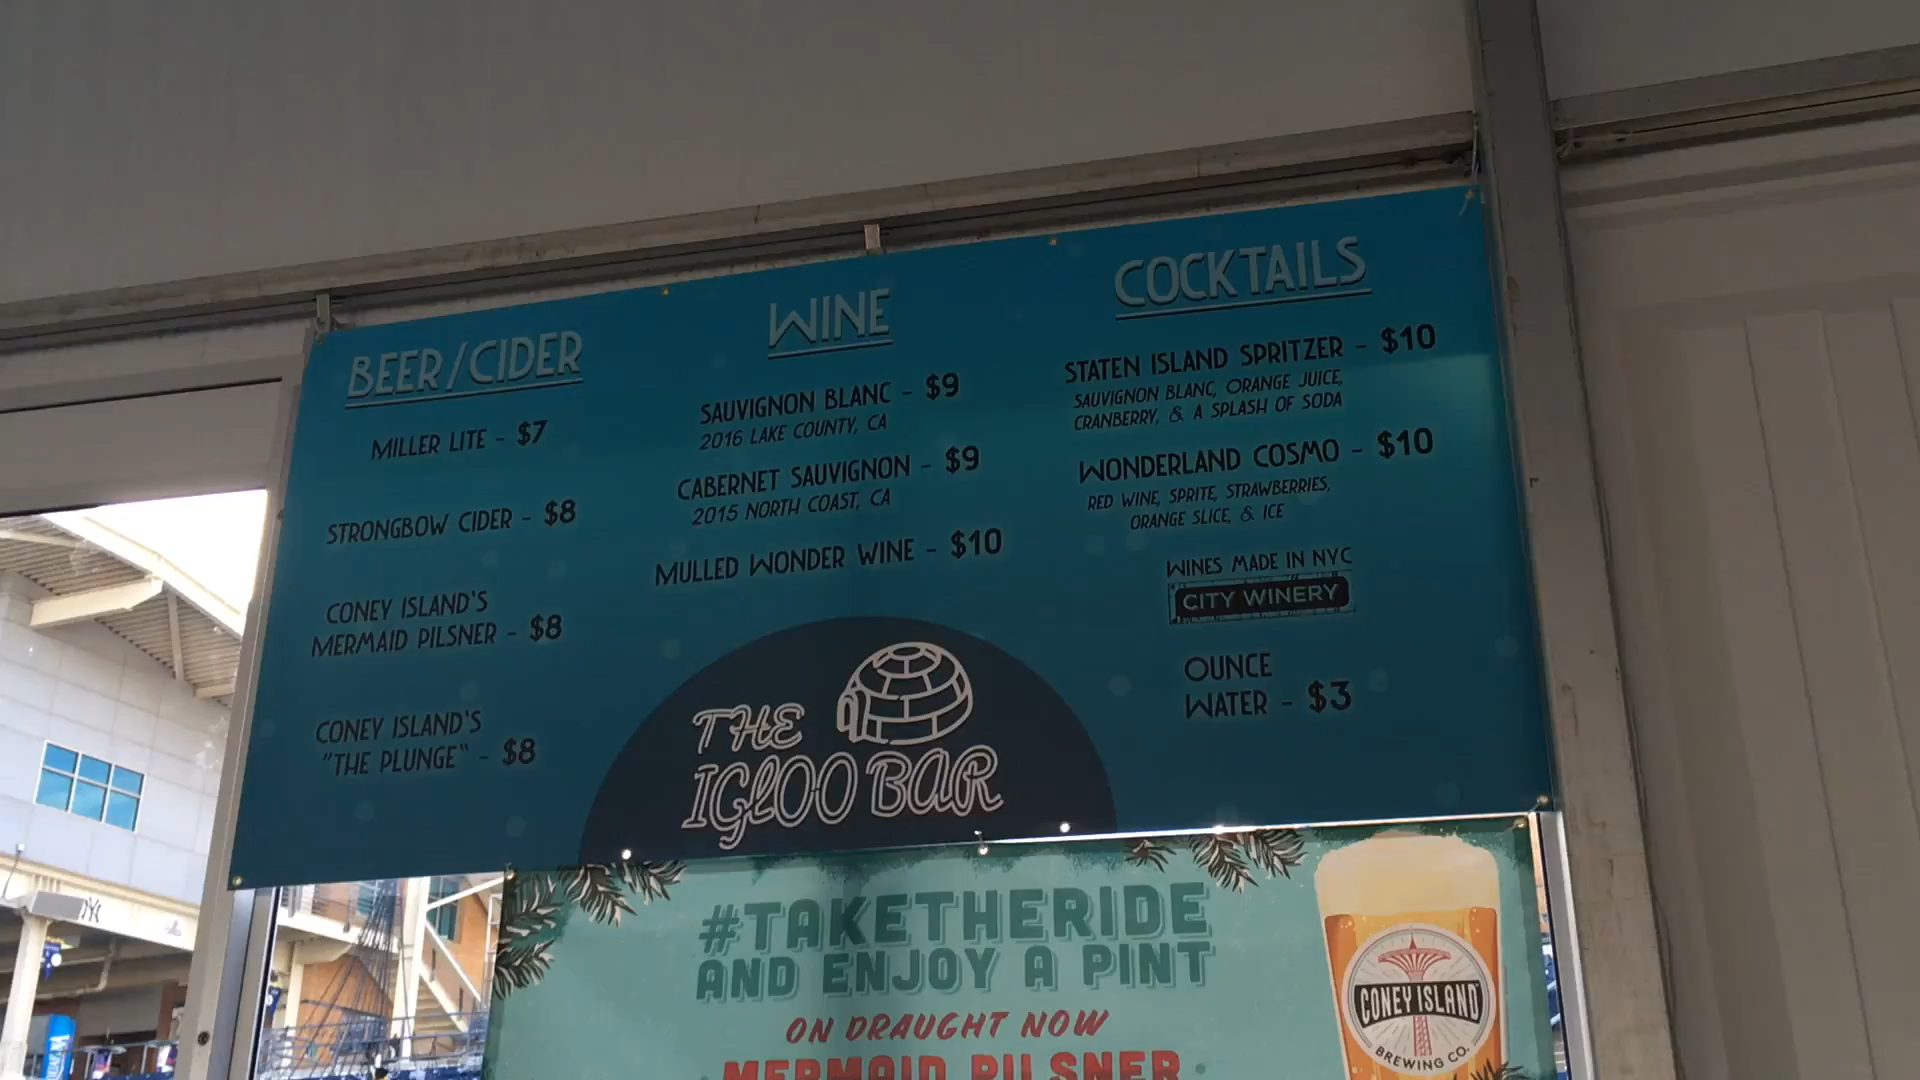 BEER/CIDER
MILLER LITE - $7
STRONGBOW CIDER - $8
CONEY ISLAND'S
MERMAID PILSNER - $8
CONEY ISLAND'S
"THE PLUNGE" - $8
WINE
SAUVIGNON BLANC - $9
2016 LAKE COUNTY, CA
CABERNET SAUVIGNON - $9
2015 NORTH COAST, CA
MULLED WONDER WINE - $10
COCKTAILS
STATEN ISLAND SPRITZER - $10
SAUVIGNON BLANC, ORANGE JUICE,
CRANBERRY, & A SPLASH OF SODA
WONDERLAND COSMO - $10
RED WINE, SPRITE, STRAWBERRIES,
ORANGE SLICE, & ICE
WINES MADE IN NYC
CITY WINERY
OUNCE
WATER - $3
THE
IGLOO BAR
#TAKETHERIDE
AND ENJOY A PINT
ON DRAUGHT NOW
MERMAID PILSNER
CONEY ISLAND
BREWING CO.
NY